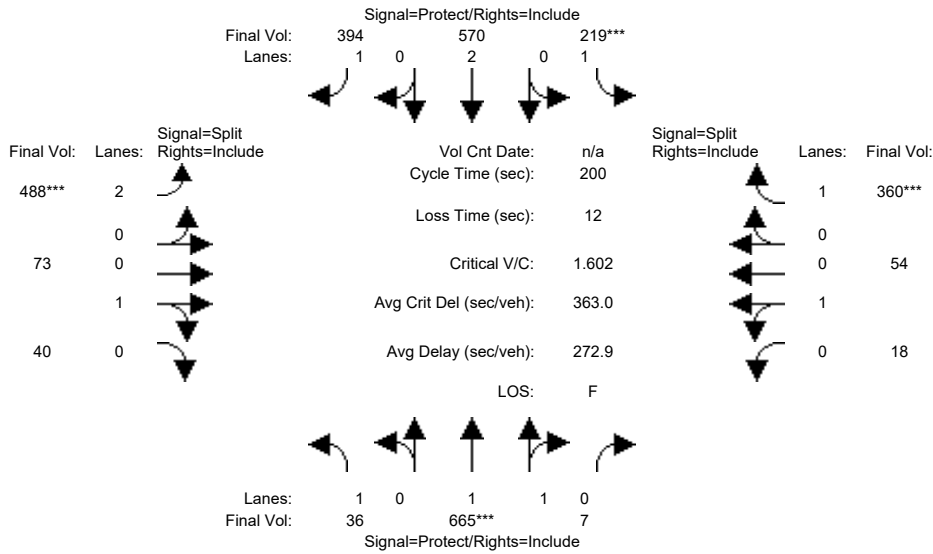 Signal=Protect/Rights=Include
Final Vol: 394 570 219***
Lanes: 1 0 2 0 1
Signal=Split Signal=Split
Final Vol: Lanes: Rights=Include Vol Cnt Date: n/a Rights=Include Lanes: Final Vol:
Cycle Time (sec): 200
488*** 2 1 360***
Loss Time (sec): 12
0 0
73 0 Critical V/C: 1.602 0 54
1 Avg Crit Del (sec/veh): 363.0 1
40 0 Avg Delay (sec/veh): 272.9 0 18
LOS: F
Lanes: 1 0 1 1 0
Final Vol: 36 665*** 7
Signal=Protect/Rights=Include